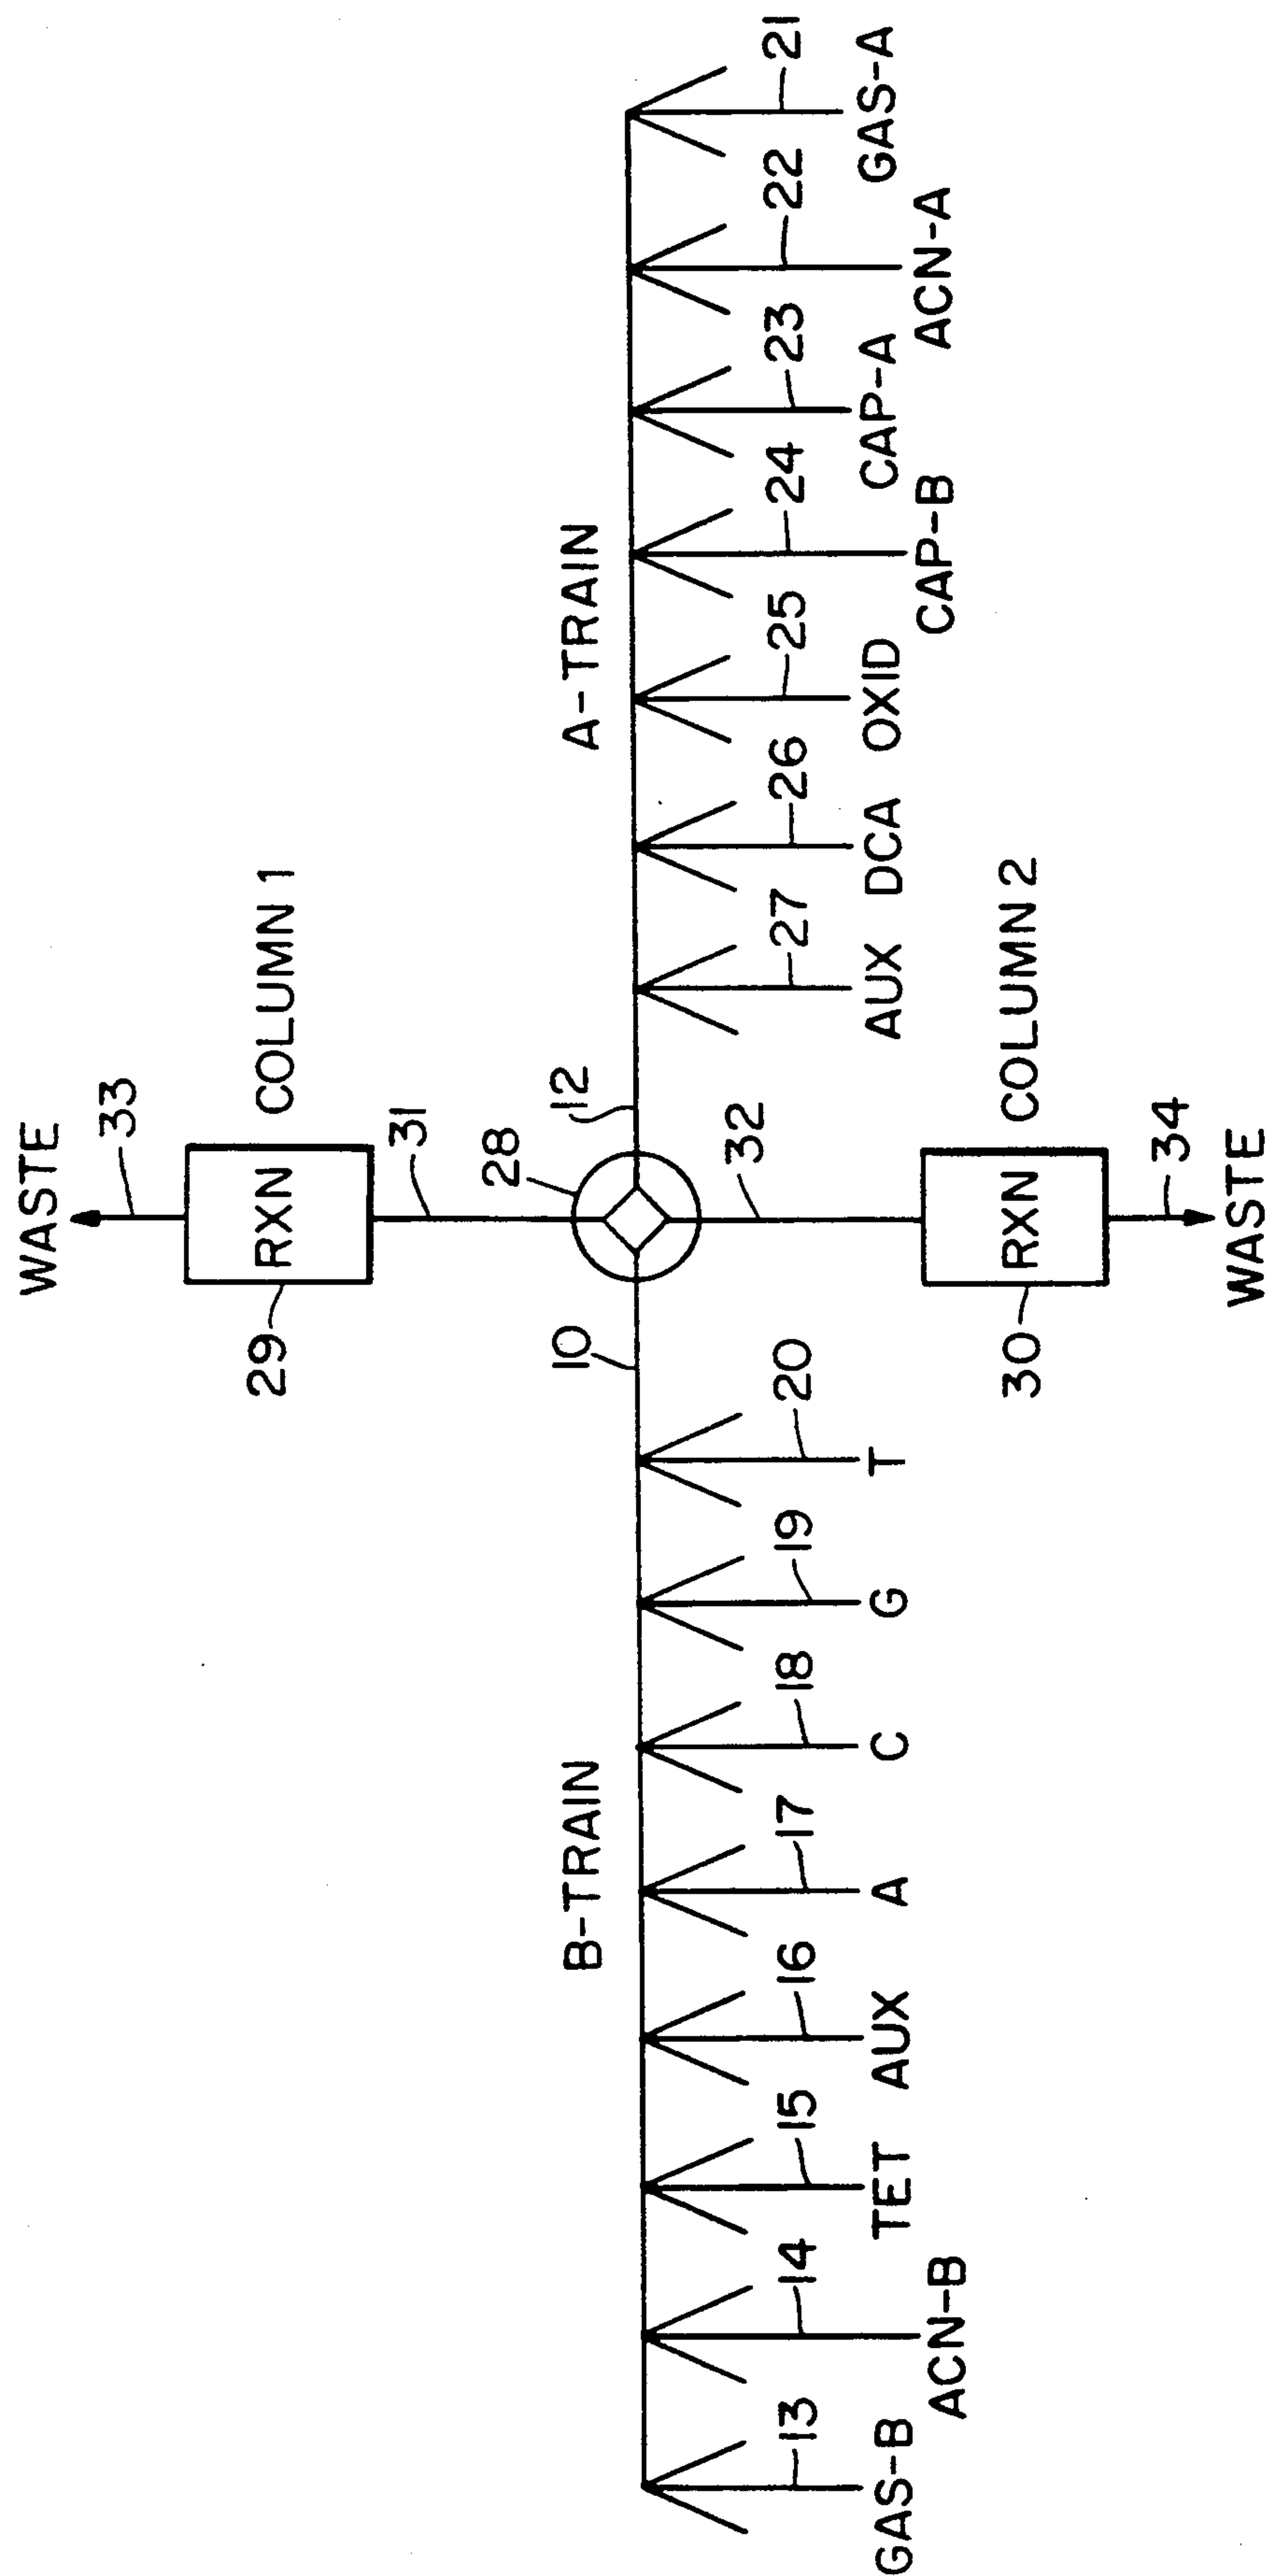 WASTE
33
COLUMN 1
RXN
29
31
28
12
10
B-TRAIN
A-TRAIN
13
14
15
16
17
18
19
20
27
26
25
24
23
22
21
GAS-B
ACN-B
TET
AUX
A
C
G
T
AUX
DCA
OXID
CAP-B
CAP-A
ACN-A
GAS-A
32
COLUMN 2
RXN
30
34
WASTE